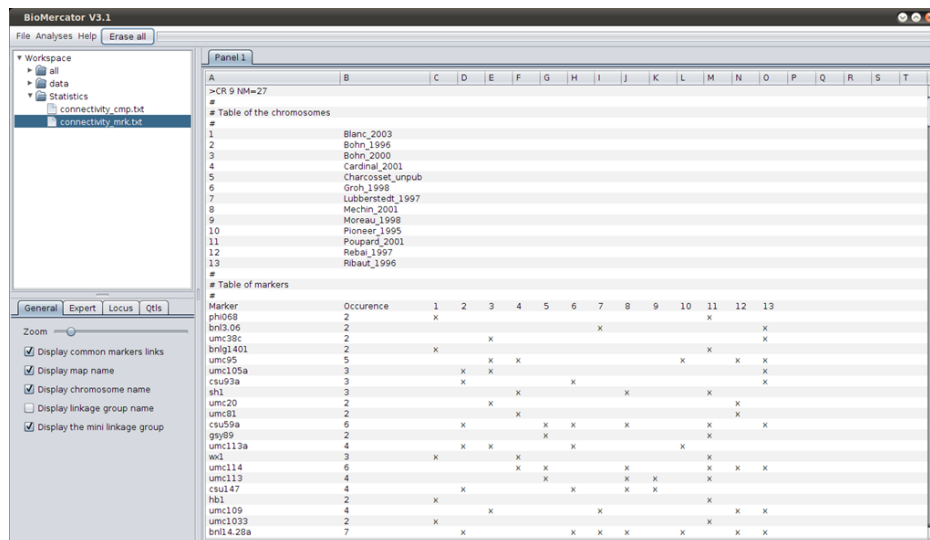 BioMercator V3.1
File Analyses Help Erase all
Workspace
all
data
Statistics
connectivity_cmp.txt
connectivity_mrk.txt
General Expert Locus Qtls
Zoom
Display common markers links
Display map name
Display chromosome name
Display linkage group name
Display the mini linkage group
Panel 1
A B C D E F G H I J K L M N O P Q R S T
>CR 9 NM=27
#
# Table of the chromosomes
#
1 Blanc_2003
2 Bohn_1996
3 Bohn_2000
4 Cardinal_2001
5 Charcosset_unpub
6 Groh_1998
7 Lubberstedt_1997
8 Mechin_2001
9 Moreau_1998
10 Pioneer_1995
11 Poupard_2001
12 Rebai_1997
13 Ribaut_1996
#
# Table of markers
#
Marker Occurence 1 2 3 4 5 6 7 8 9 10 11 12 13
phi068 2 x x
bnl3.06 2 x x
umc38c 2 x x
bnlg1401 2 x x
umc95 5 x x x x x
umc105a 3 x x x
csu93a 3 x x x
sh1 3 x x x
umc20 2 x x
umc81 2 x x
csu59a 6 x x x x x x
gsy89 2 x x
umc113a 4 x x x x
wx1 3 x x x
umc114 6 x x x x x x
umc113 4 x x x x
csu147 4 x x x x
hb1 2 x x
umc109 4 x x x x
umc1033 2 x x
bnl14.28a 7 x x x x x x x